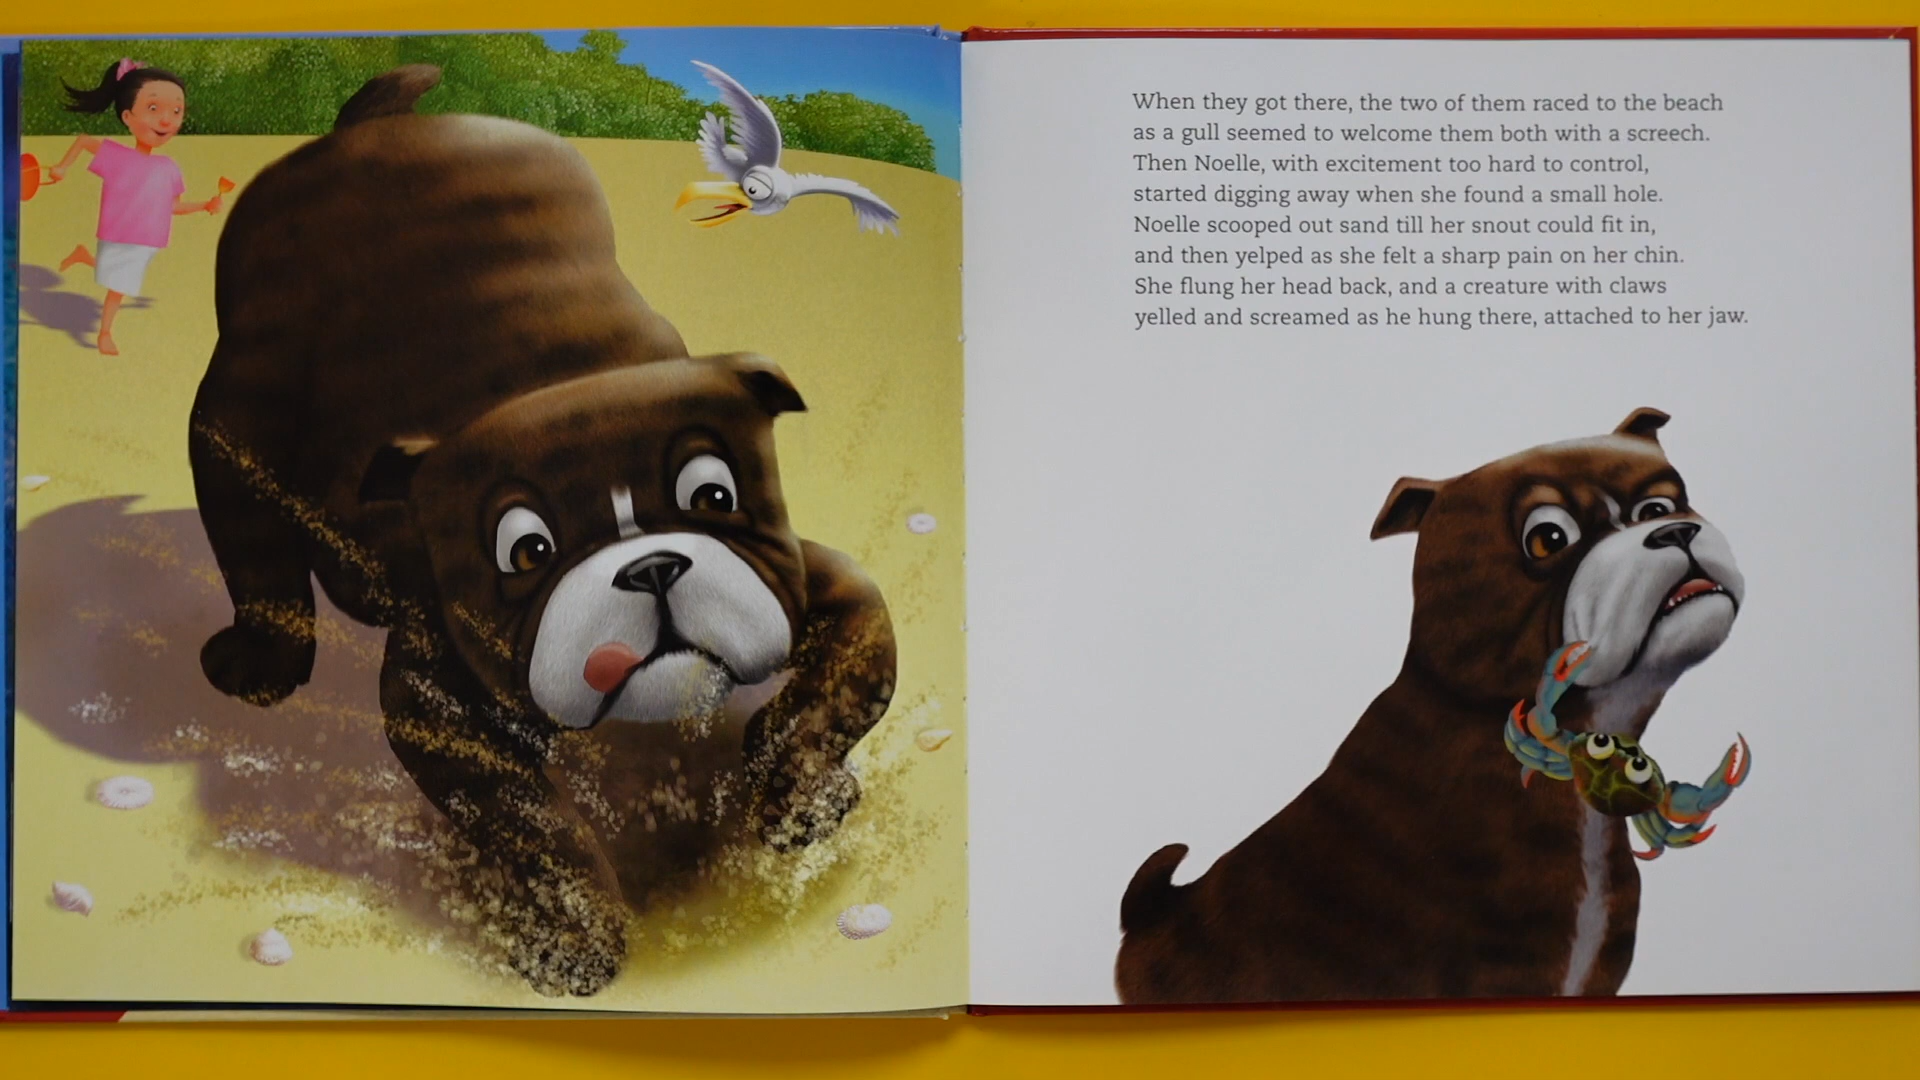 When they got there, the two of them raced to the beach
as a gull seemed to welcome them both with a screech.
Then Noelle, with excitement too hard to control,
started digging away when she found a small hole.
Noelle scooped out sand till her snout could fit in,
and then yelped as she felt a sharp pain on her chin.
She flung her head back, and a creature with claws
yelled and screamed as he hung there, attached to her jaw.